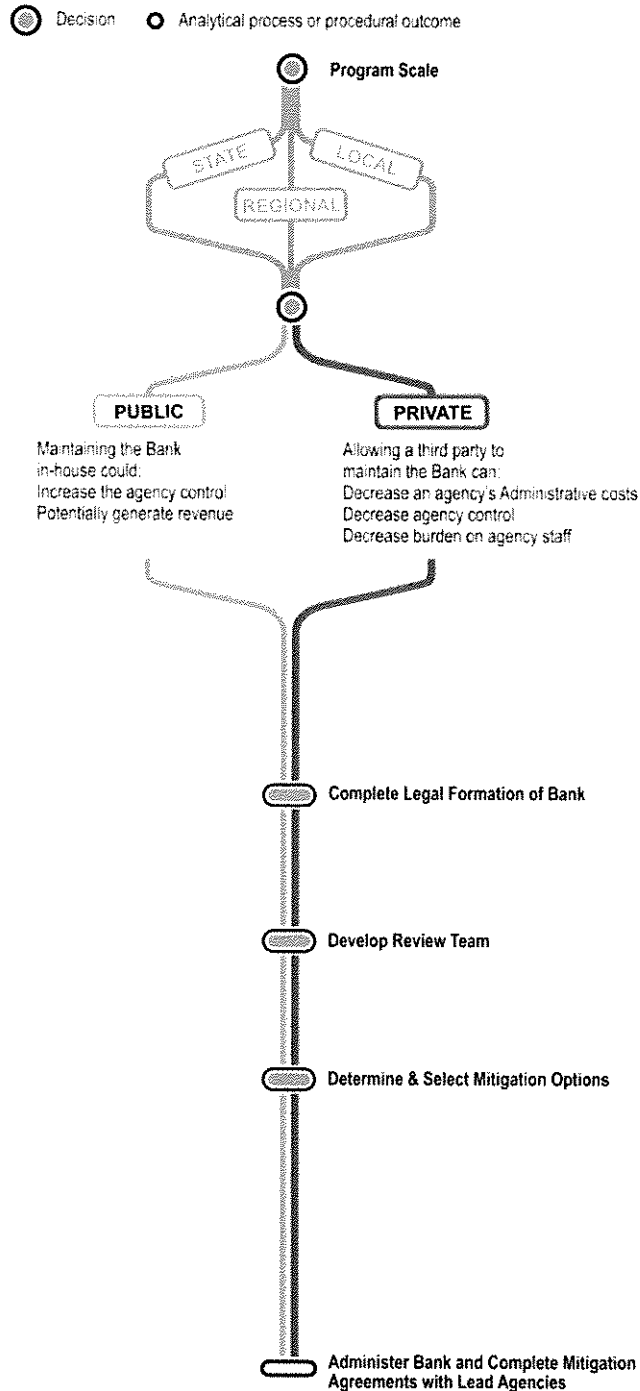 Decision
Analytical process or procedural outcome
Program Scale
STATE
LOCAL
REGIONAL
PUBLIC
Maintaining the Bank
in-house could:
Increase the agency control
Potentially generate revenue
PRIVATE
Allowing a third party to
maintain the Bank can:
Decrease an agency's Administrative costs
Decrease agency control
Decrease burden on agency staff
Complete Legal Formation of Bank
Develop Review Team
Determine & Select Mitigation Options
Administer Bank and Complete Mitigation
Agreements with Lead Agencies